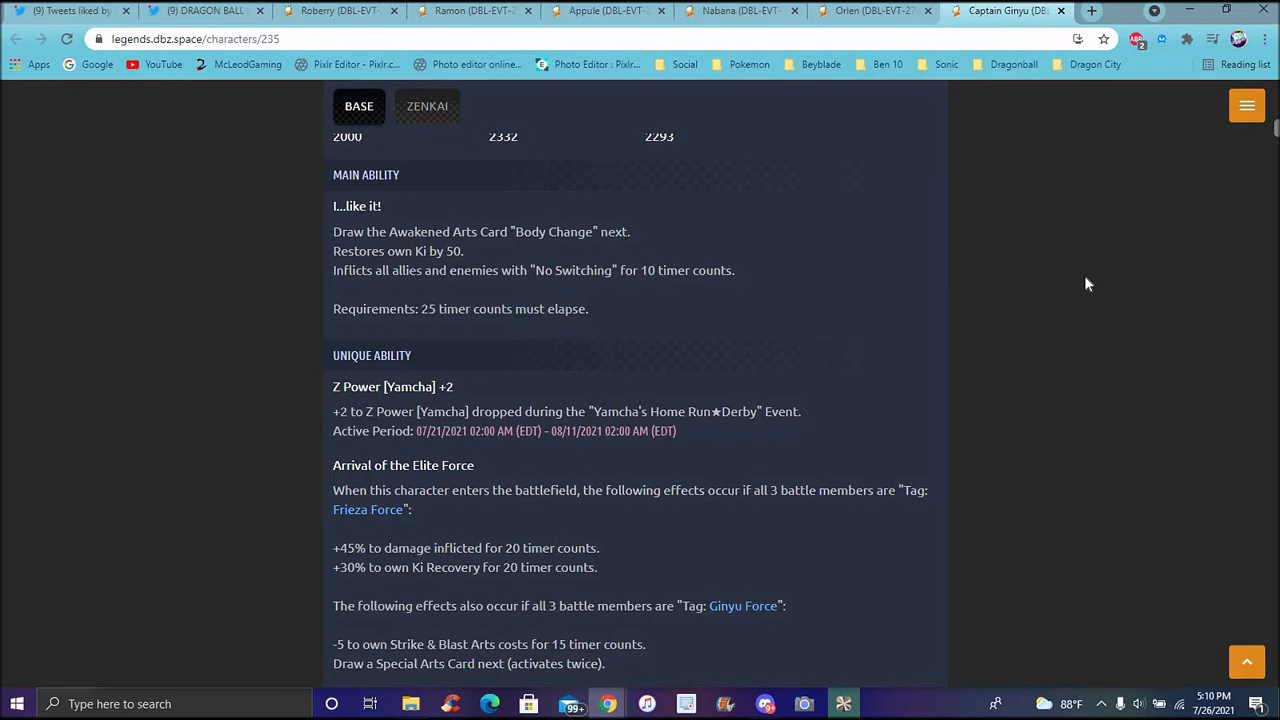 (9) Tweets liked by
(9) DRAGON BALL
Roberry (DBL-EVT-
Ramon (DBL-EVT-2
Appule (DBL-EVT-2
Nabana (DBL-EVT-
Orlen (DBL-EVT-27
Captain Ginyu (DB
legends.dbz.space/characters/235
ABP
2
Apps
Google
YouTube
McLeodGaming
Pixlr Editor - Pixlr.c...
Photo editor online...
Photo Editor : Pixlr...
Social
Pokemon
Beyblade
Ben 10
Sonic
Dragonball
Dragon City
Reading list
BASE
ZENKAI
2000 2332 2293
MAIN ABILITY
I...like it!
Draw the Awakened Arts Card "Body Change" next.
Restores own Ki by 50.
Inflicts all allies and enemies with "No Switching" for 10 timer counts.
Requirements: 25 timer counts must elapse.
UNIQUE ABILITY
Z Power [Yamcha] +2
+2 to Z Power [Yamcha] dropped during the "Yamcha's Home Run★Derby" Event.
Active Period: 07/21/2021 02:00 AM (EDT) - 08/11/2021 02:00 AM (EDT)
Arrival of the Elite Force
When this character enters the battlefield, the following effects occur if all 3 battle members are "Tag:
Frieza Force":
+45% to damage inflicted for 20 timer counts.
+30% to own Ki Recovery for 20 timer counts.
The following effects also occur if all 3 battle members are "Tag: Ginyu Force":
-5 to own Strike & Blast Arts costs for 15 timer counts.
Draw a Special Arts Card next (activates twice).
Type here to search
99+
88°F
5:10 PM
7/26/2021
1